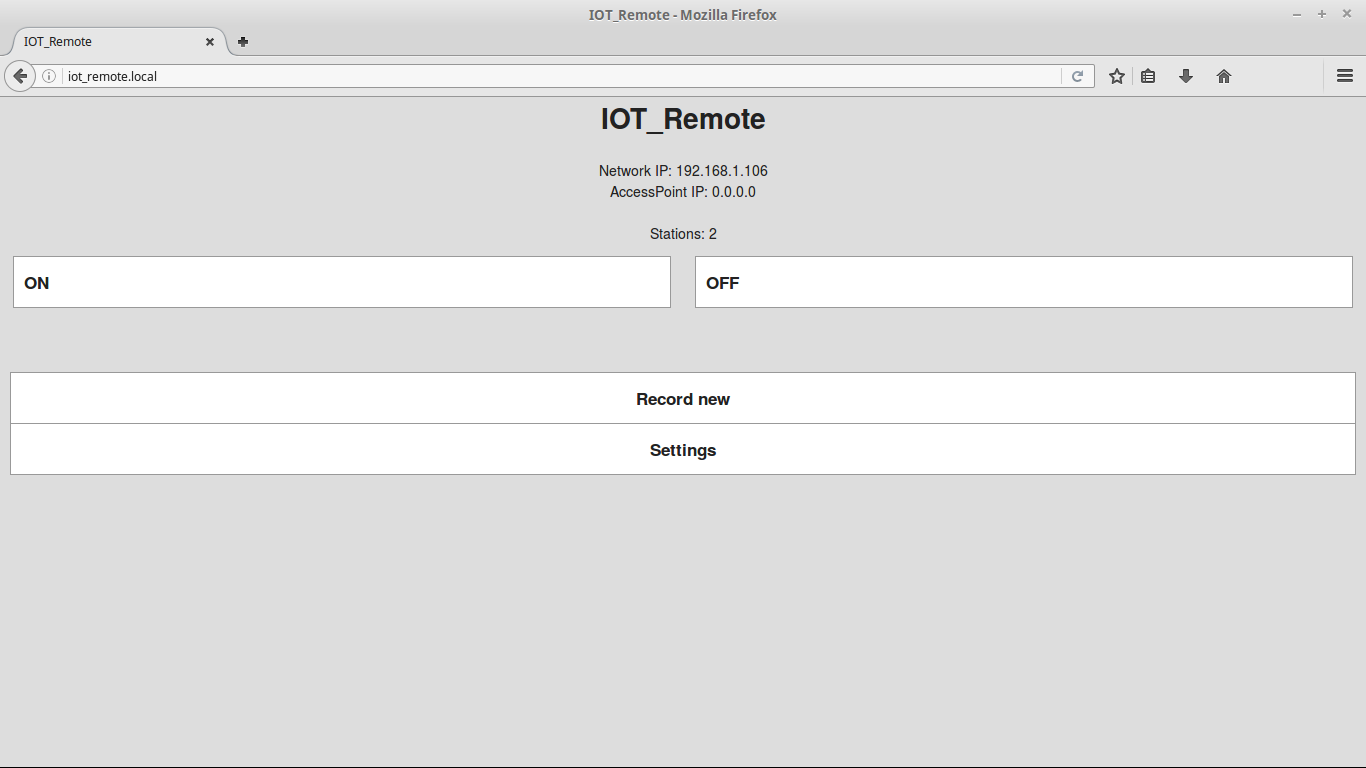 IOT_Remote - Mozilla Firefox
IOT_Remote
iot_remote.local
IOT_Remote
Network IP: 192.168.1.106
AccessPoint IP: 0.0.0.0
Stations: 2
ON
OFF
Record new
Settings